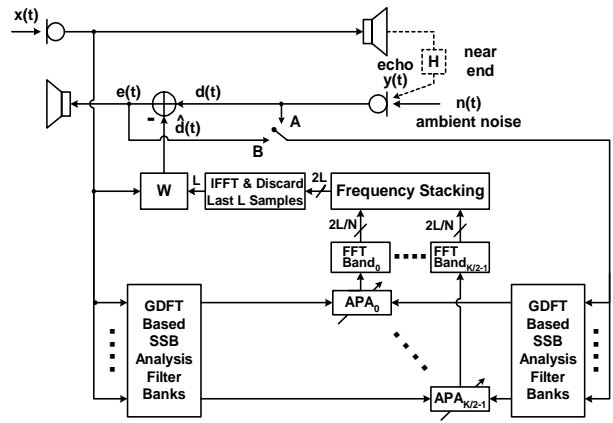 x(t)
echo
y(t)
H
near
end
e(t)
d(t)
n(t)
ambient noise
-
d̂(t)
A
B
W
L
IFFT & Discard
Last L Samples
2L
Frequency Stacking
2L/N
2L/N
FFT
Band0
FFT
BandK/2-1
APA0
APAK/2-1
GDFT
Based
SSB
Analysis
Filter
Banks
GDFT
Based
SSB
Analysis
Filter
Banks